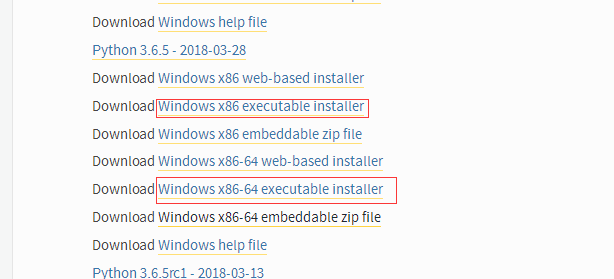 Download Windows help file
Python 3.6.5 - 2018-03-28
Download Windows x86 web-based installer
Download Windows x86 executable installer
Download Windows x86 embeddable zip file
Download Windows x86-64 web-based installer
Download Windows x86-64 executable installer
Download Windows x86-64 embeddable zip file
Download Windows help file
Python 3.6.5rc1 - 2018-03-13